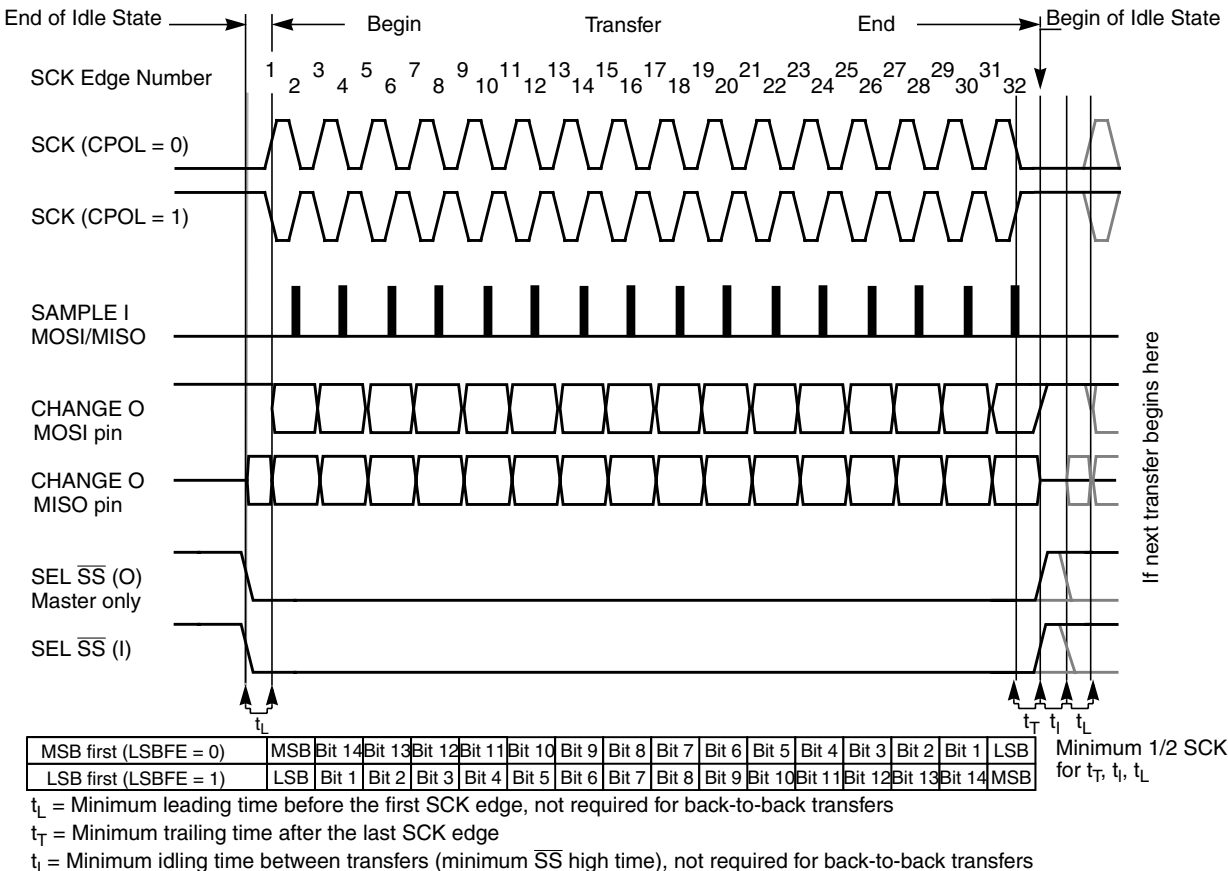 End of Idle State Begin Transfer End Begin of Idle State
SCK Edge Number 1 2 3 4 5 6 7 8 9 10 11 12 13 14 15 16 17 18 19 20 21 22 23 24 25 26 27 28 29 30 31 32
SCK (CPOL = 0)
SCK (CPOL = 1)
SAMPLE I
MOSI/MISO
CHANGE O
MOSI pin
CHANGE O
MISO pin
SEL SS (O)
Master only
SEL SS (I)
If next transfer begins here
tL tT tI tL
MSB first (LSBFE = 0) MSB Bit 14 Bit 13 Bit 12 Bit 11 Bit 10 Bit 9 Bit 8 Bit 7 Bit 6 Bit 5 Bit 4 Bit 3 Bit 2 Bit 1 LSB
LSB first (LSBFE = 1) LSB Bit 1 Bit 2 Bit 3 Bit 4 Bit 5 Bit 6 Bit 7 Bit 8 Bit 9 Bit 10 Bit 11 Bit 12 Bit 13 Bit 14 MSB
Minimum 1/2 SCK
for tT, tI, tL
tL = Minimum leading time before the first SCK edge, not required for back-to-back transfers
tT = Minimum trailing time after the last SCK edge
tI = Minimum idling time between transfers (minimum SS high time), not required for back-to-back transfers